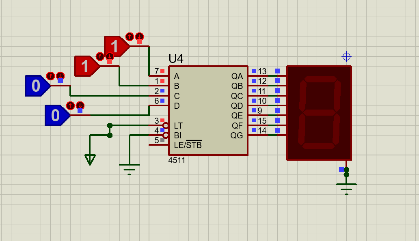 1
1
0
0
U4
7
1
2
6
3
4
5
A
B
C
D
LT
BI
LE/STB
QA
QB
QC
QD
QE
QF
QG
13
12
11
10
9
15
14
4511